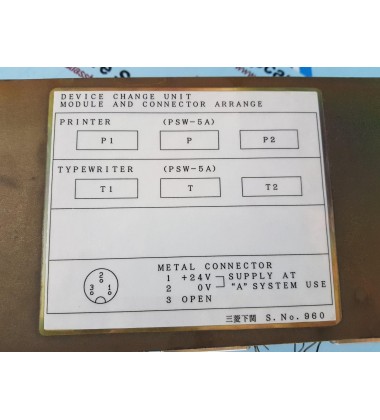 DEVICE CHANGE UNIT
MODULE AND CONNECTOR ARRANGE
PRINTER (PSW-5A)
P1 P P2
TYPEWRITER (PSW-5A)
T1 T T2
METAL CONNECTOR
1 +24V SUPPLY AT
2 0V "A" SYSTEM USE
3 OPEN
2
3 1
三菱下関 S.No.960